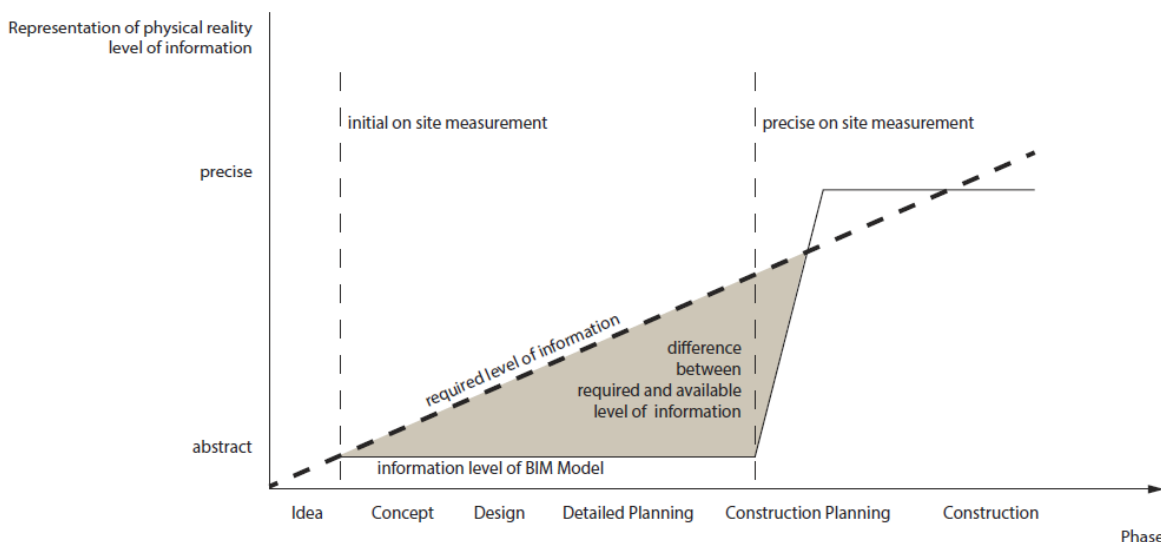 Representation of physical reality
level of information
initial on site measurement
precise on site measurement
precise
required level of information
difference
between
required and available
level of information
abstract
information level of BIM Model
Idea
Concept
Design
Detailed Planning
Construction Planning
Construction
Phase